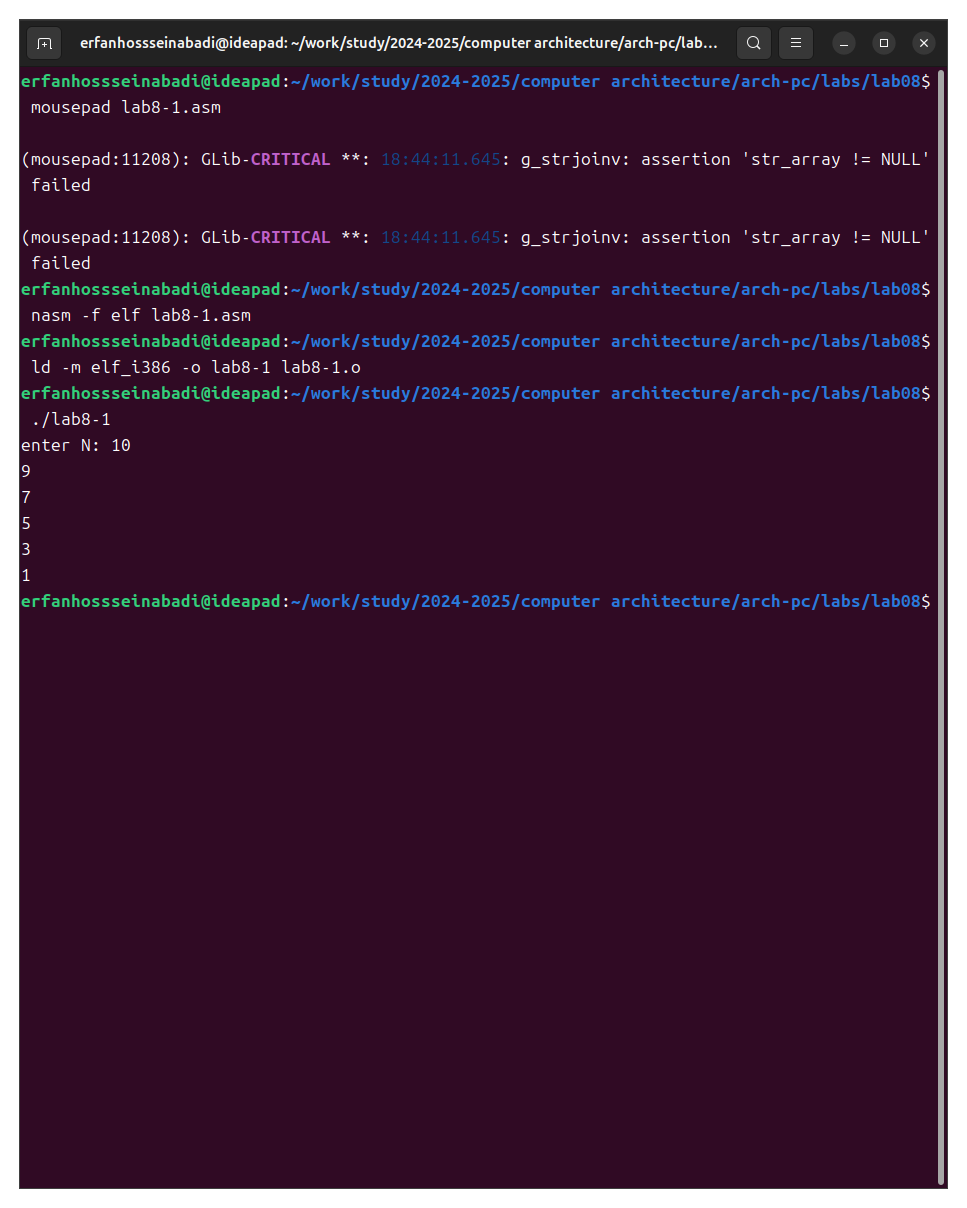 erfanhossseinabadi@ideapad: ~/work/study/2024-2025/computer architecture/arch-pc/lab…
erfanhossseinabadi@ideapad:~/work/study/2024-2025/computer architecture/arch-pc/labs/lab08$
mousepad lab8-1.asm
(mousepad:11208): GLib-CRITICAL **: 18:44:11.645: g_strjoinv: assertion 'str_array != NULL'
failed
(mousepad:11208): GLib-CRITICAL **: 18:44:11.645: g_strjoinv: assertion 'str_array != NULL'
failed
erfanhossseinabadi@ideapad:~/work/study/2024-2025/computer architecture/arch-pc/labs/lab08$
nasm -f elf lab8-1.asm
erfanhossseinabadi@ideapad:~/work/study/2024-2025/computer architecture/arch-pc/labs/lab08$
ld -m elf_i386 -o lab8-1 lab8-1.o
erfanhossseinabadi@ideapad:~/work/study/2024-2025/computer architecture/arch-pc/labs/lab08$
./lab8-1
enter N: 10
9
7
5
3
1
erfanhossseinabadi@ideapad:~/work/study/2024-2025/computer architecture/arch-pc/labs/lab08$